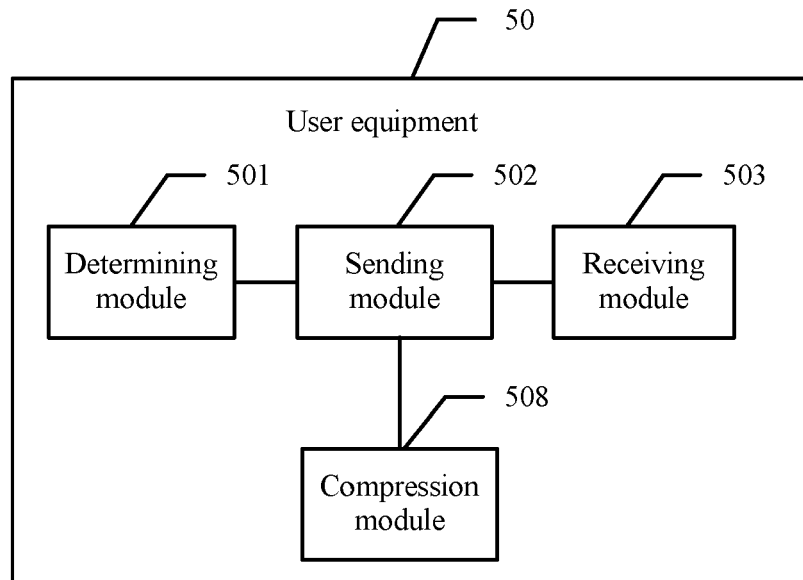 50
User equipment
501
502
503
Determining
module
Sending
module
Receiving
module
508
Compression
module